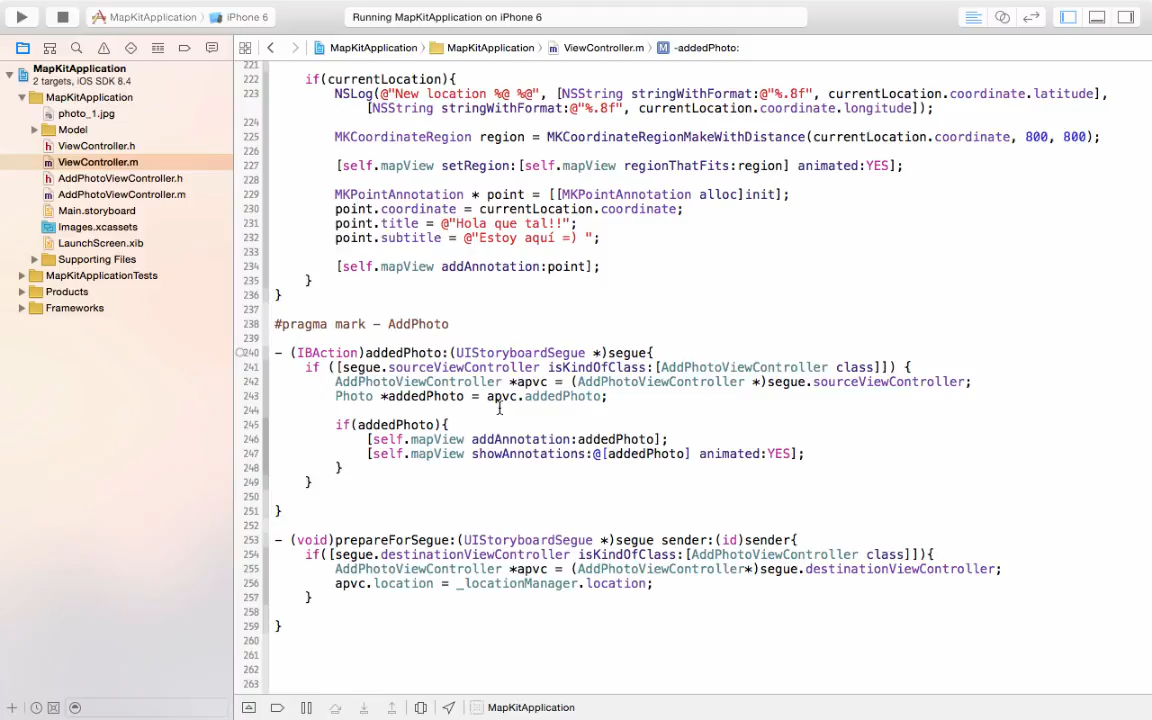 MapKitApplication
iPhone 6
Running MapKitApplication on iPhone 6
MapKitApplication
MapKitApplication
ViewController.m
-addedPhoto:
MapKitApplication
2 targets, iOS SDK 8.4
MapKitApplication
photo_1.jpg
Model
ViewController.h
ViewController.m
AddPhotoViewController.h
AddPhotoViewController.m
Main.storyboard
Images.xcassets
LaunchScreen.xib
Supporting Files
MapKitApplicationTests
Products
Frameworks
221
222 if(currentLocation){
223 NSLog(@"New location %@ %@", [NSString stringWithFormat:@"%.8f", currentLocation.coordinate.latitude],
[NSString stringWithFormat:@"%.8f", currentLocation.coordinate.longitude]);
224
225 MKCoordinateRegion region = MKCoordinateRegionMakeWithDistance(currentLocation.coordinate, 800, 800);
226
227 [self.mapView setRegion:[self.mapView regionThatFits:region] animated:YES];
228
229 MKPointAnnotation * point = [[MKPointAnnotation alloc]init];
230 point.coordinate = currentLocation.coordinate;
231 point.title = @"Hola que tal!!";
232 point.subtitle = @"Estoy aquí =) ";
233
234 [self.mapView addAnnotation:point];
235 }
236 }
237
238 #pragma mark - AddPhoto
239
240 - (IBAction)addedPhoto:(UIStoryboardSegue *)segue{
241 if ([segue.sourceViewController isKindOfClass:[AddPhotoViewController class]]) {
242 AddPhotoViewController *apvc = (AddPhotoViewController *)segue.sourceViewController;
243 Photo *addedPhoto = apvc.addedPhoto;
244
245 if(addedPhoto){
246 [self.mapView addAnnotation:addedPhoto];
247 [self.mapView showAnnotations:@[addedPhoto] animated:YES];
248 }
249 }
250
251 }
252
253 - (void)prepareForSegue:(UIStoryboardSegue *)segue sender:(id)sender{
254 if([segue.destinationViewController isKindOfClass:[AddPhotoViewController class]]){
255 AddPhotoViewController *apvc = (AddPhotoViewController*)segue.destinationViewController;
256 apvc.location = _locationManager.location;
257 }
258
259 }
260
261
262
263
MapKitApplication